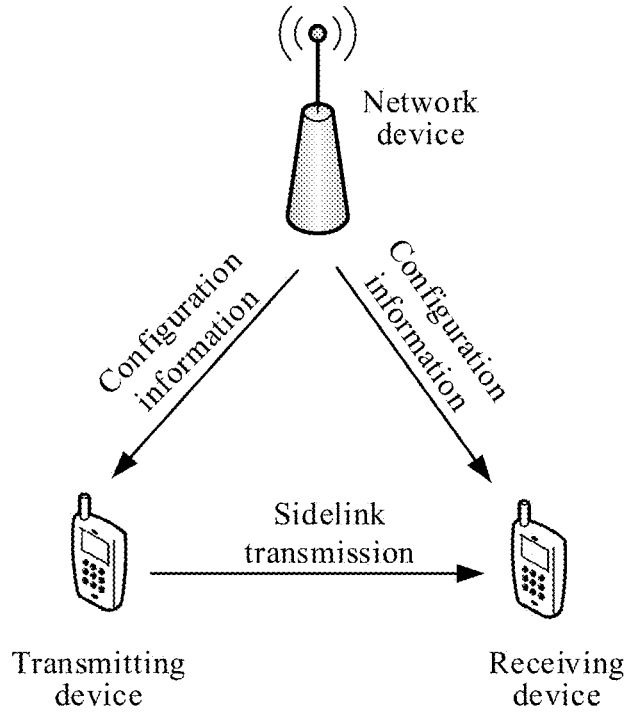 Network
device
Configuration
information
Configuration
information
Sidelink
transmission
Transmitting
device
Receiving
device